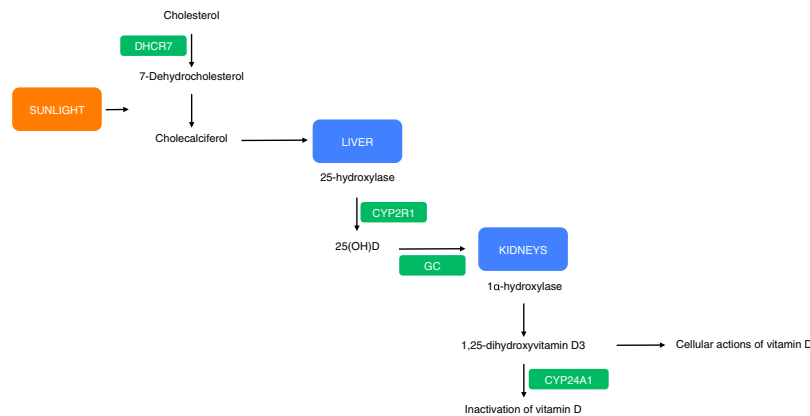 Cholesterol
DHCR7
7-Dehydrocholesterol
SUNLIGHT
Cholecalciferol
LIVER
25-hydroxylase
CYP2R1
25(OH)D
GC
KIDNEYS
1α-hydroxylase
1,25-dihydroxyvitamin D3
Cellular actions of vitamin D
CYP24A1
Inactivation of vitamin D